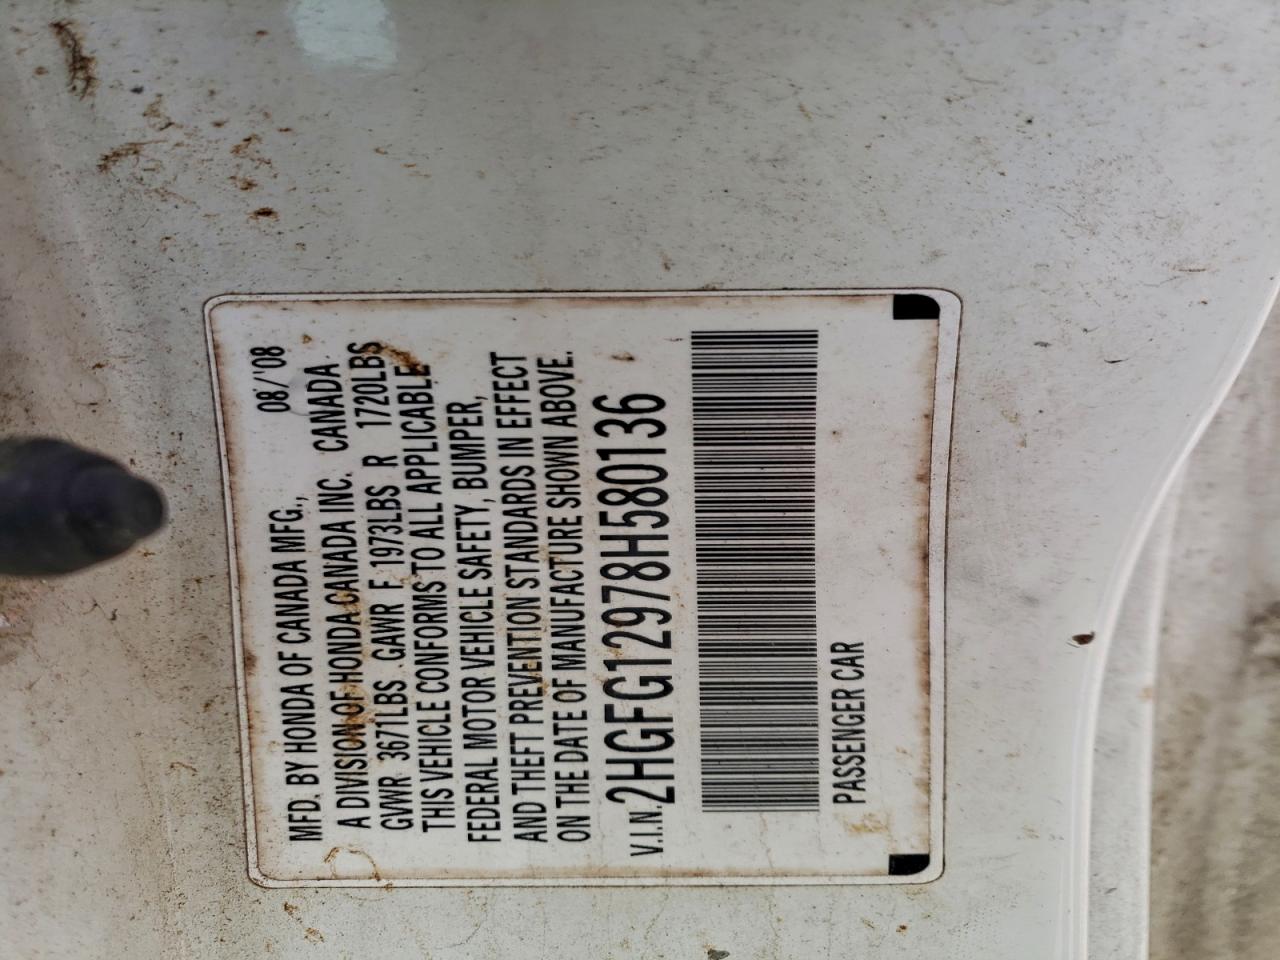 MFD. BY HONDA OF CANADA MFG., 08/'08
A DIVISION OF HONDA CANADA INC. CANADA
GVWR 3671LBS GAWR F 1973LBS R 1720LBS
THIS VEHICLE CONFORMS TO ALL APPLICABLE
FEDERAL MOTOR VEHICLE SAFETY, BUMPER,
AND THEFT PREVENTION STANDARDS IN EFFECT
ON THE DATE OF MANUFACTURE SHOWN ABOVE.
V.I.N. 2HGFG12978H580136
PASSENGER CAR